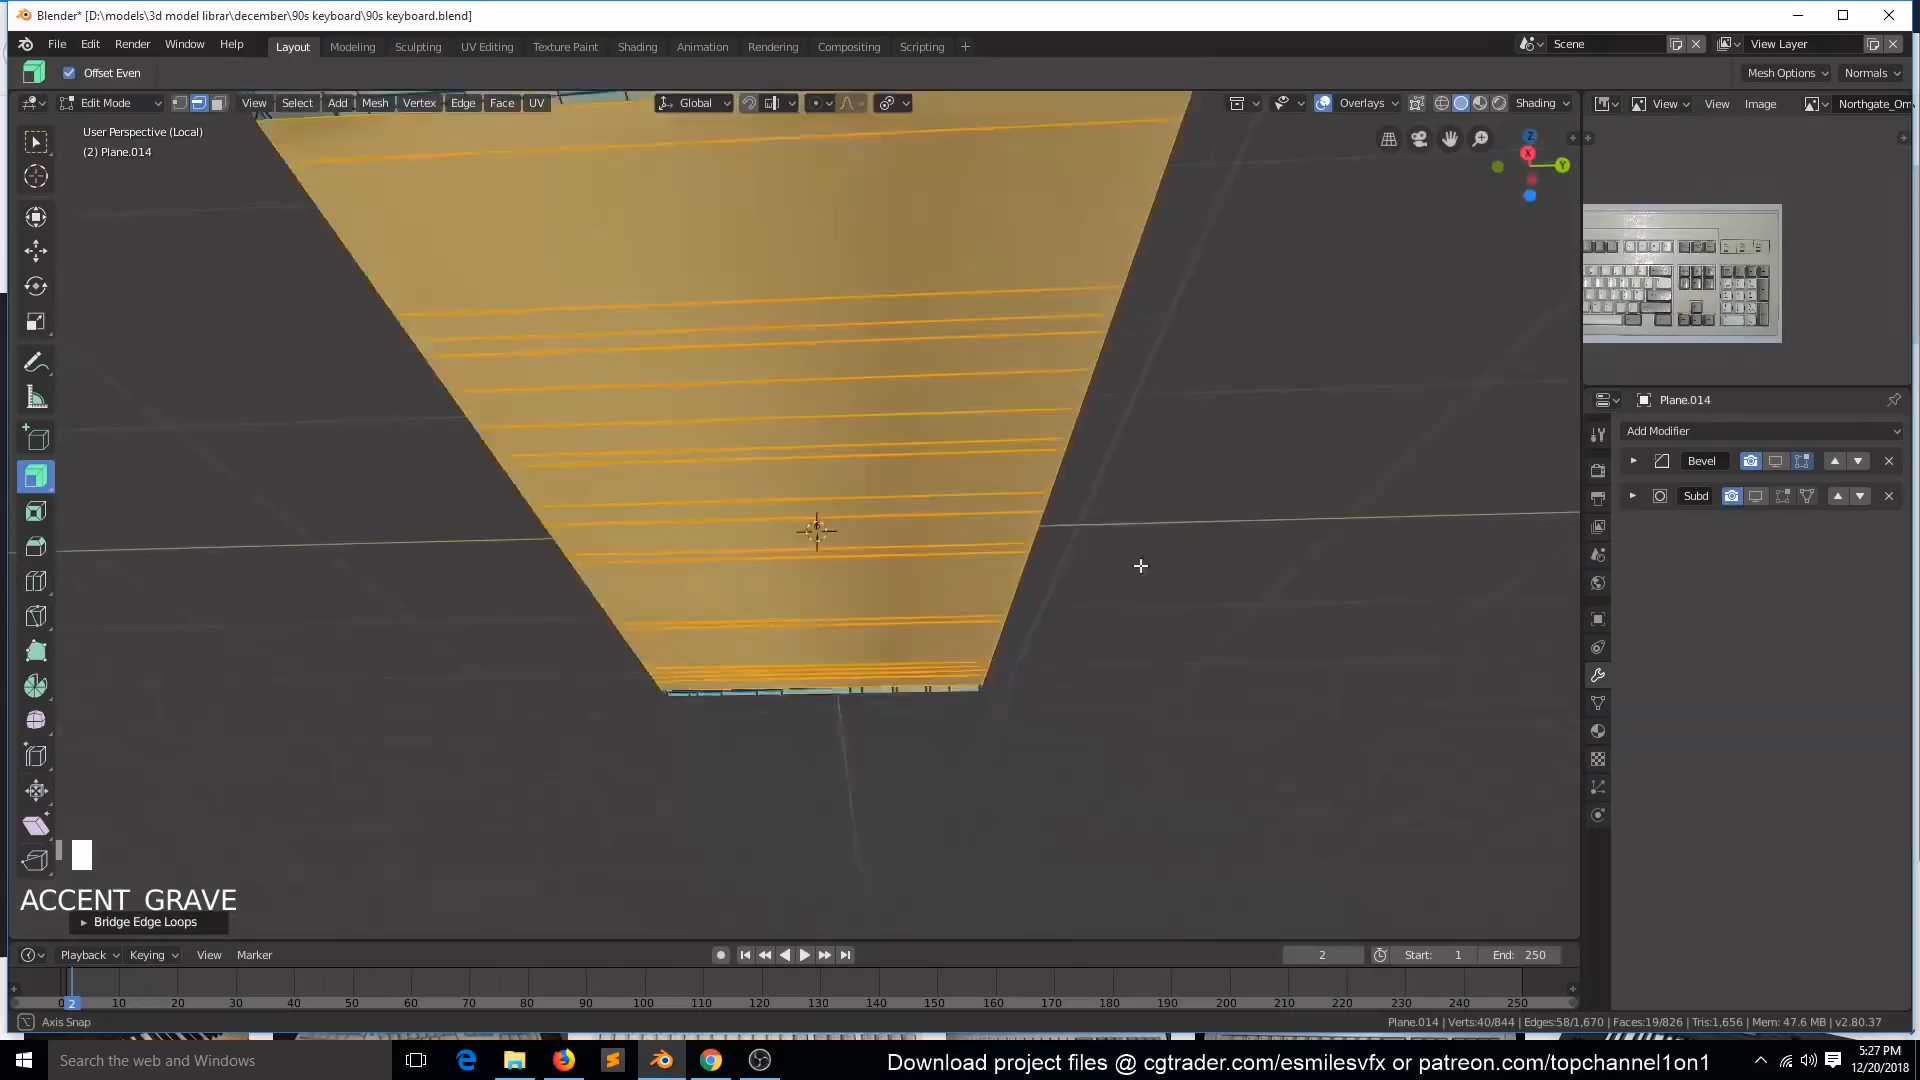 Blender* [D:\models\3d model librar\december\90s keyboard\90s keyboard.blend]
File Edit Render Window Help
Layout Modeling Sculpting UV Editing Texture Paint Shading Animation Rendering Compositing Scripting +
Scene
View Layer
Offset Even
Mesh Options
Normals
Edit Mode
View Select Add Mesh Vertex Edge Face UV
Global
Overlays
Shading
View View Image
Northgate_Om
User Perspective (Local)
(2) Plane.014
Z
X
Y
Plane.014
Add Modifier
Bevel
Subd
ACCENT GRAVE
Bridge Edge Loops
Playback Keying View Marker
2
Start: 1
End: 250
0 2 10 20 30 40 50 60 70 80 90 100 110 120 130 140 150 160 170 180 190 200 210 220 230 240 250
Axis Snap
Plane.014 | Verts:40/844 | Edges:58/1,670 | Faces:19/826 | Tris:1,656 | Mem: 47.6 MB | v2.80.37
Search the web and Windows
Download project files @ cgtrader.com/esmilesvfx or patreon.com/topchannel1on1
5:27 PM
12/20/2018